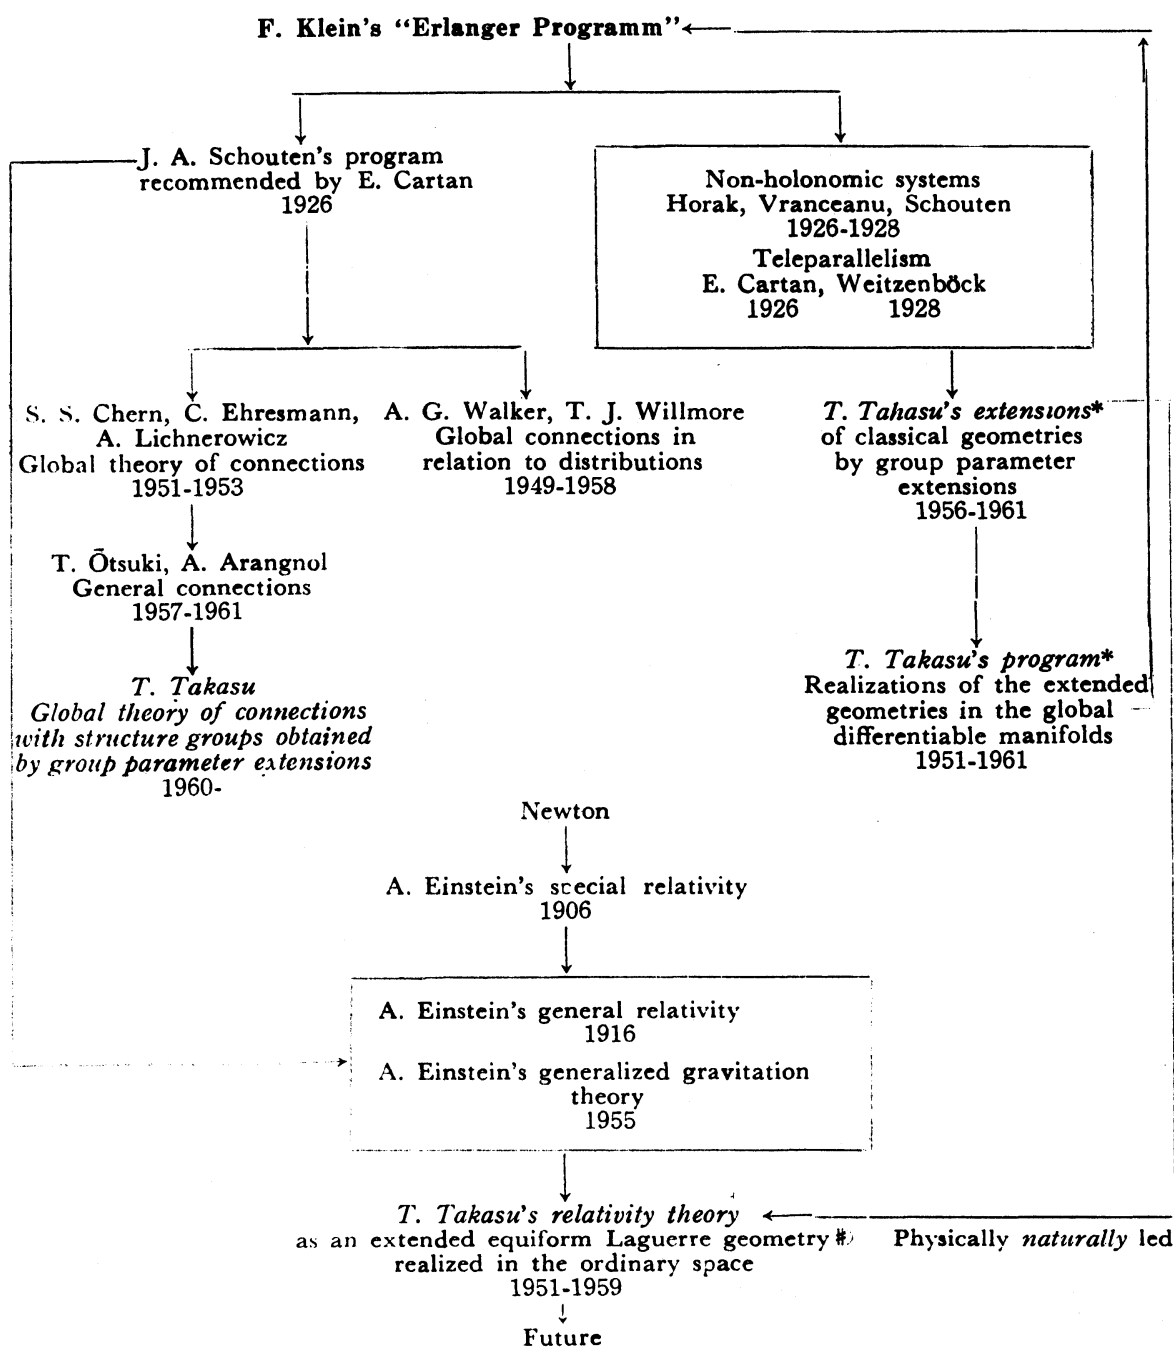 F. Klein's “Erlanger Programm”
J. A. Schouten's program
recommended by E. Cartan
1926
Non-holonomic systems
Horak, Vranceanu, Schouten
1926-1928
Teleparallelism
E. Cartan, Weitzenböck
1926 1928
S. S. Chern, C. Ehresmann,
A. Lichnerowicz
Global theory of connections
1951-1953
A. G. Walker, T. J. Willmore
Global connections in
relation to distributions
1949-1958
T. Tahasu's extensions*
of classical geometries
by group parameter
extensions
1956-1961
T. Ōtsuki, A. Arangnol
General connections
1957-1961
T. Takasu
Global theory of connections
with structure groups obtained
by group parameter extensions
1960-
T. Takasu's program*
Realizations of the extended
geometries in the global
differentiable manifolds
1951-1961
Newton
A. Einstein's special relativity
1906
A. Einstein's general relativity
1916
A. Einstein's generalized gravitation
theory
1955
T. Takasu's relativity theory
as an extended equiform Laguerre geometry #)
realized in the ordinary space
1951-1959
Physically naturally led
Future